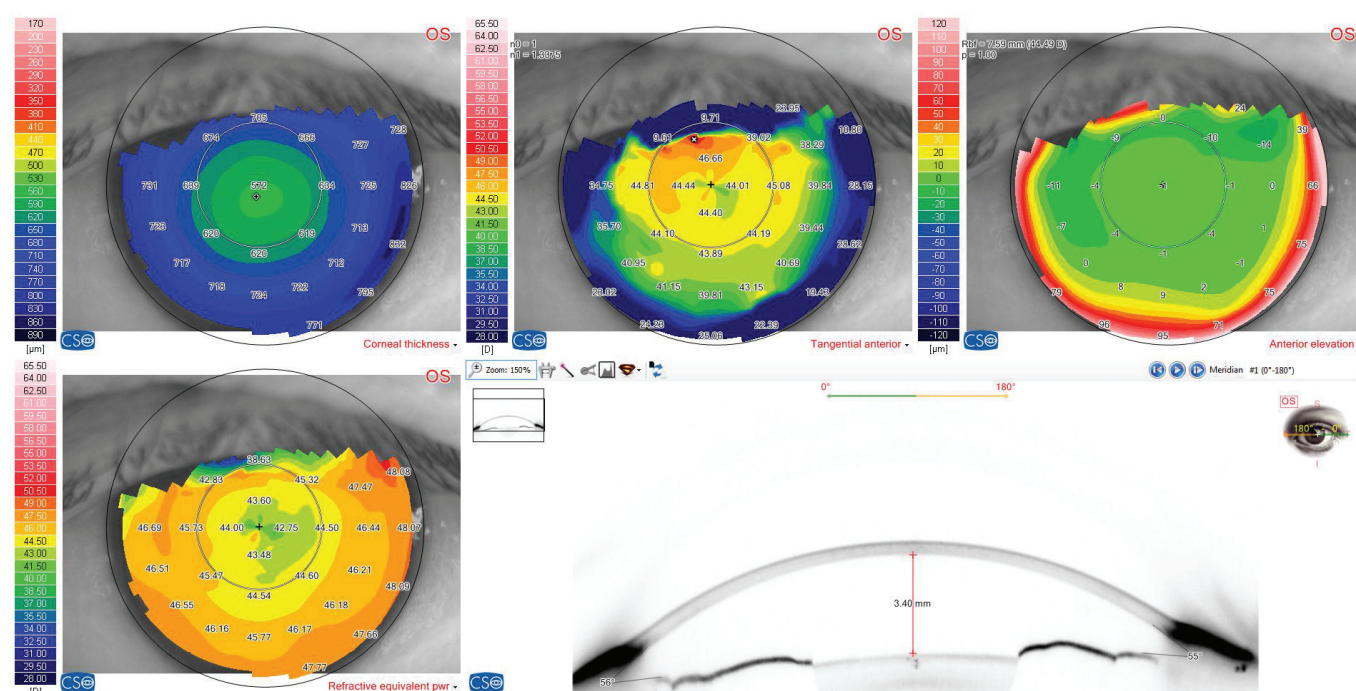 170
200
230
260
290
320
350
380
410
440
470
500
530
560
590
620
650
680
710
740
770
800
830
860
890
[µm]
OS
705
674 666 728
727
731 689 552 634 725 826
723 620 619 713
620 832
717 712
718 724 722 795
771
CSO
Corneal thickness
65.50
64.00
62.50
61.00
59.50
58.00
56.50
55.00
53.50
52.00
50.50
49.00
47.50
46.00
44.50
43.00
41.50
40.00
38.50
37.00
35.50
34.00
32.50
31.00
29.50
28.00
[D]
n0 = 1
n1 = 1.3375
OS
23.95
9.71 10.80
9.61 39.02 38.29
46.66
34.75 44.81 44.44 44.01 45.08 39.84 28.15
44.40
35.70 44.10 44.19 39.44
43.89 23.62
40.95 40.69
41.15 39.81 43.15
23.02 19.43
24.23 25.06 22.39
CSO
Tangential anterior
120
110
100
90
80
70
60
50
40
30
20
10
0
-10
-20
-30
-40
-50
-60
-70
-80
-90
-100
-110
-120
[µm]
Rbf = 7.59 mm (44.49 D)
p = 1.00
OS
24
0 39
-9 -10 -14
-11 -4 -1 0 66
-7 -4 -4 1
-1 75
0 -1
8 9 2
79 75
96 95 71
CSO
Anterior elevation
65.50
64.00
62.50
61.00
59.50
58.00
56.50
55.00
53.50
52.00
50.50
49.00
47.50
46.00
44.50
43.00
41.50
40.00
38.50
37.00
35.50
34.00
32.50
31.00
29.50
28.00
OS
38.63
42.83 45.32 48.08
47.47
43.60
46.69 45.73 44.00 42.75 44.50 46.44 48.07
43.48
46.51 45.47 44.60 46.21
44.54 48.09
46.55 46.18
46.16 45.77 46.17 47.66
47.77
CSO
Refractive equivalent pwr
Zoom: 150%
Meridian #1 (0°-180°)
0° 180°
OS
S
180° 0°
I
3.40 mm
56° 55°
CSO